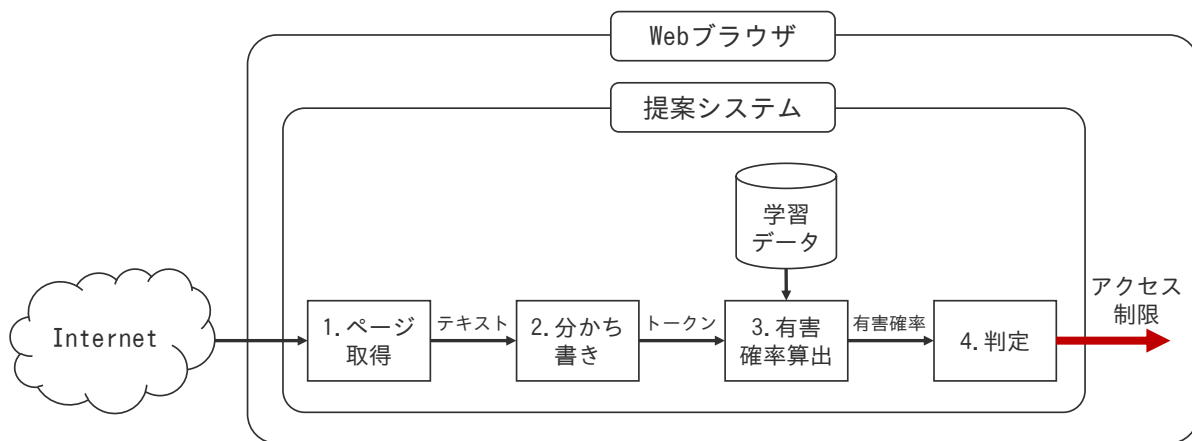 Webブラウザ
提案システム
学習
データ
アクセス
制限
Internet
1.ページ
取得
テキスト
2.分かち
書き
トークン
3.有害
確率算出
有害確率
4.判定